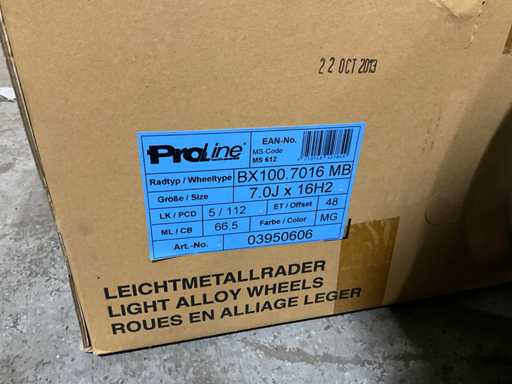 22 OCT 2013
ProLine
EAN-No.
MS-Code
MS 612
Radtyp / Wheeltype BX100.7016 MB
Größe / Size 7.0J x 16H2
LK / PCD 5 / 112 ET / Offset 48
ML / CB 66.5 Farbe / Color MG
Art.-No. 03950606
LEICHTMETALLRÄDER
LIGHT ALLOY WHEELS
ROUES EN ALLIAGE LEGER